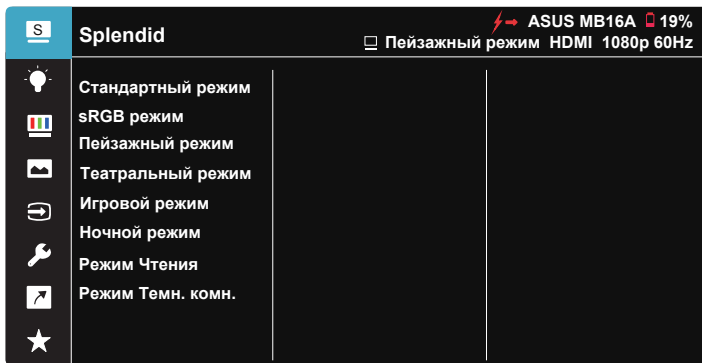 S
Splendid
ASUS MB16A 19%
Пейзажный режим HDMI 1080p 60Hz
Стандартный режим
sRGB режим
Пейзажный режим
Театральный режим
Игровой режим
Ночной режим
Режим Чтения
Режим Темн. комн.